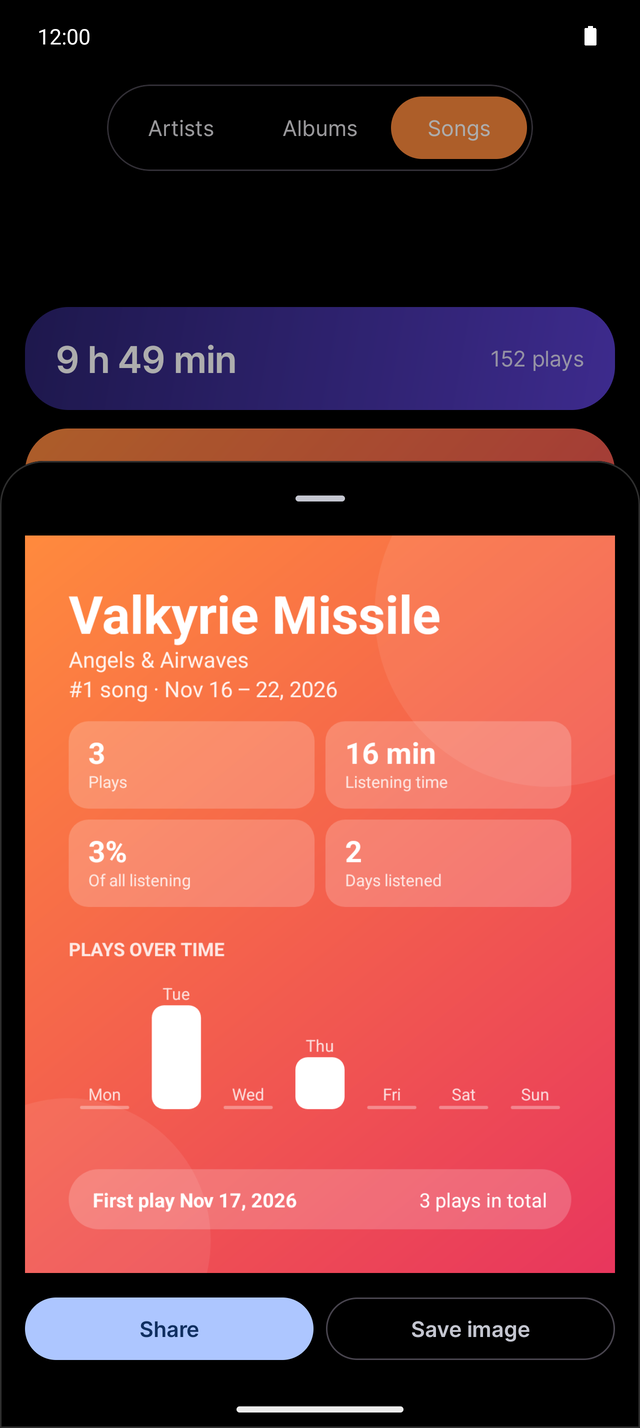 12:00
Artists Albums Songs
9 h 49 min 152 plays
Valkyrie Missile
Angels & Airwaves
#1 song · Nov 16 – 22, 2026
3 16 min
Plays Listening time
3% 2
Of all listening Days listened
PLAYS OVER TIME
Mon Tue Wed Thu Fri Sat Sun
First play Nov 17, 2026 3 plays in total
Share Save image